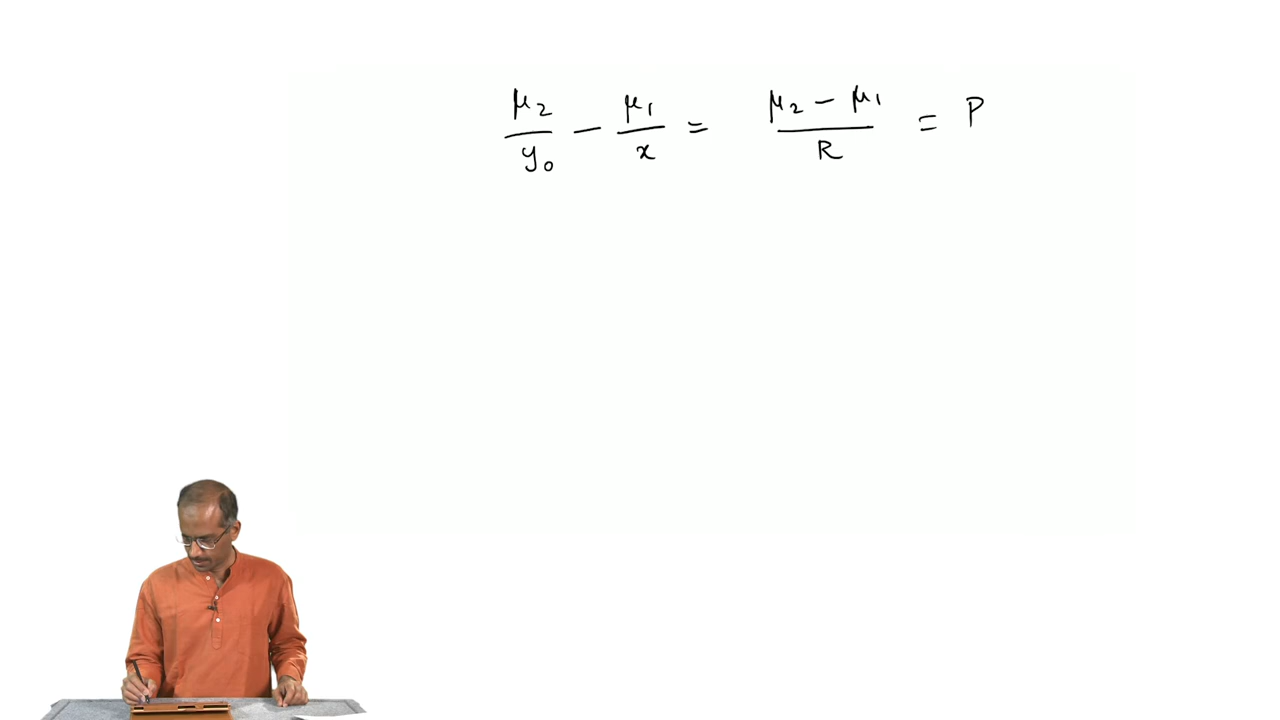 μ₂/y₀ − μ₁/x = (μ₂ − μ₁)/R ≡ P